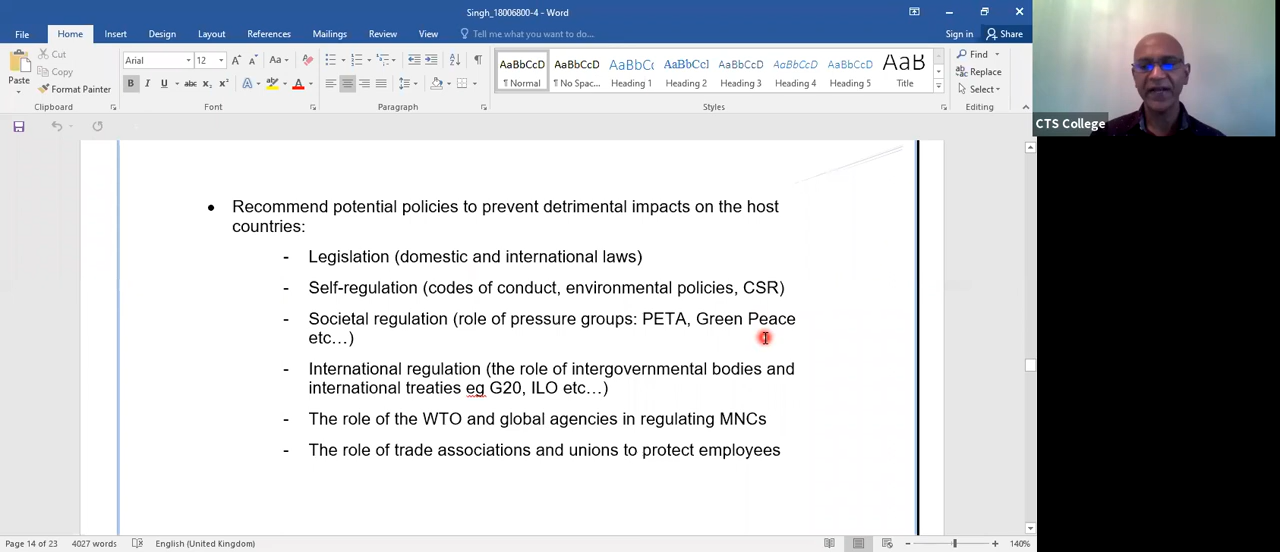 Singh_18006800-4 - Word
File Home Insert Design Layout References Mailings Review View Tell me what you want to do... Sign in Share
Paste
Cut
Copy
Format Painter
Clipboard
Arial 12
B I U abc x₂ x² A
Font
Paragraph
AaBbCcD AaBbCcD AaBbC( AaBbCcl AaBbCcD AaBbCcD AaBbCcD AaB
¶ Normal ¶ No Spac... Heading 1 Heading 2 Heading 3 Heading 4 Heading 5 Title
Styles
Find
Replace
Select
Editing
CTS College
• Recommend potential policies to prevent detrimental impacts on the host
countries:
- Legislation (domestic and international laws)
- Self-regulation (codes of conduct, environmental policies, CSR)
- Societal regulation (role of pressure groups: PETA, Green Peace
etc...)
- International regulation (the role of intergovernmental bodies and
international treaties eg G20, ILO etc...)
- The role of the WTO and global agencies in regulating MNCs
- The role of trade associations and unions to protect employees
Page 14 of 23 4027 words English (United Kingdom) 140%